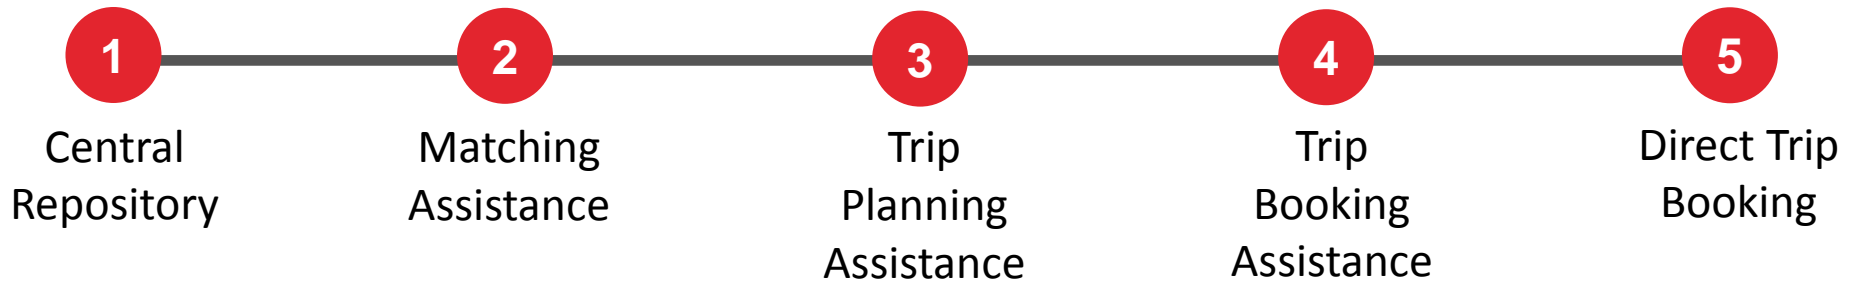 1
Central
Repository
2
Matching
Assistance
3
Trip
Planning
Assistance
4
Trip
Booking
Assistance
5
Direct Trip
Booking